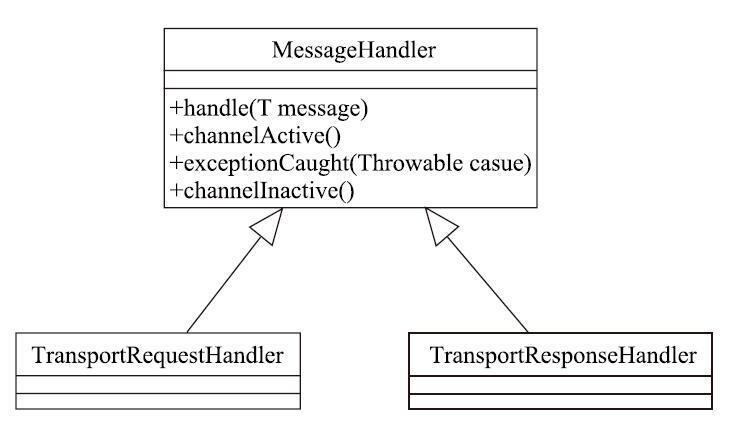 MessageHandler
+handle(T message)
+channelActive()
+exceptionCaught(Throwable casue)
+channelInactive()
TransportRequestHandler
TransportResponseHandler